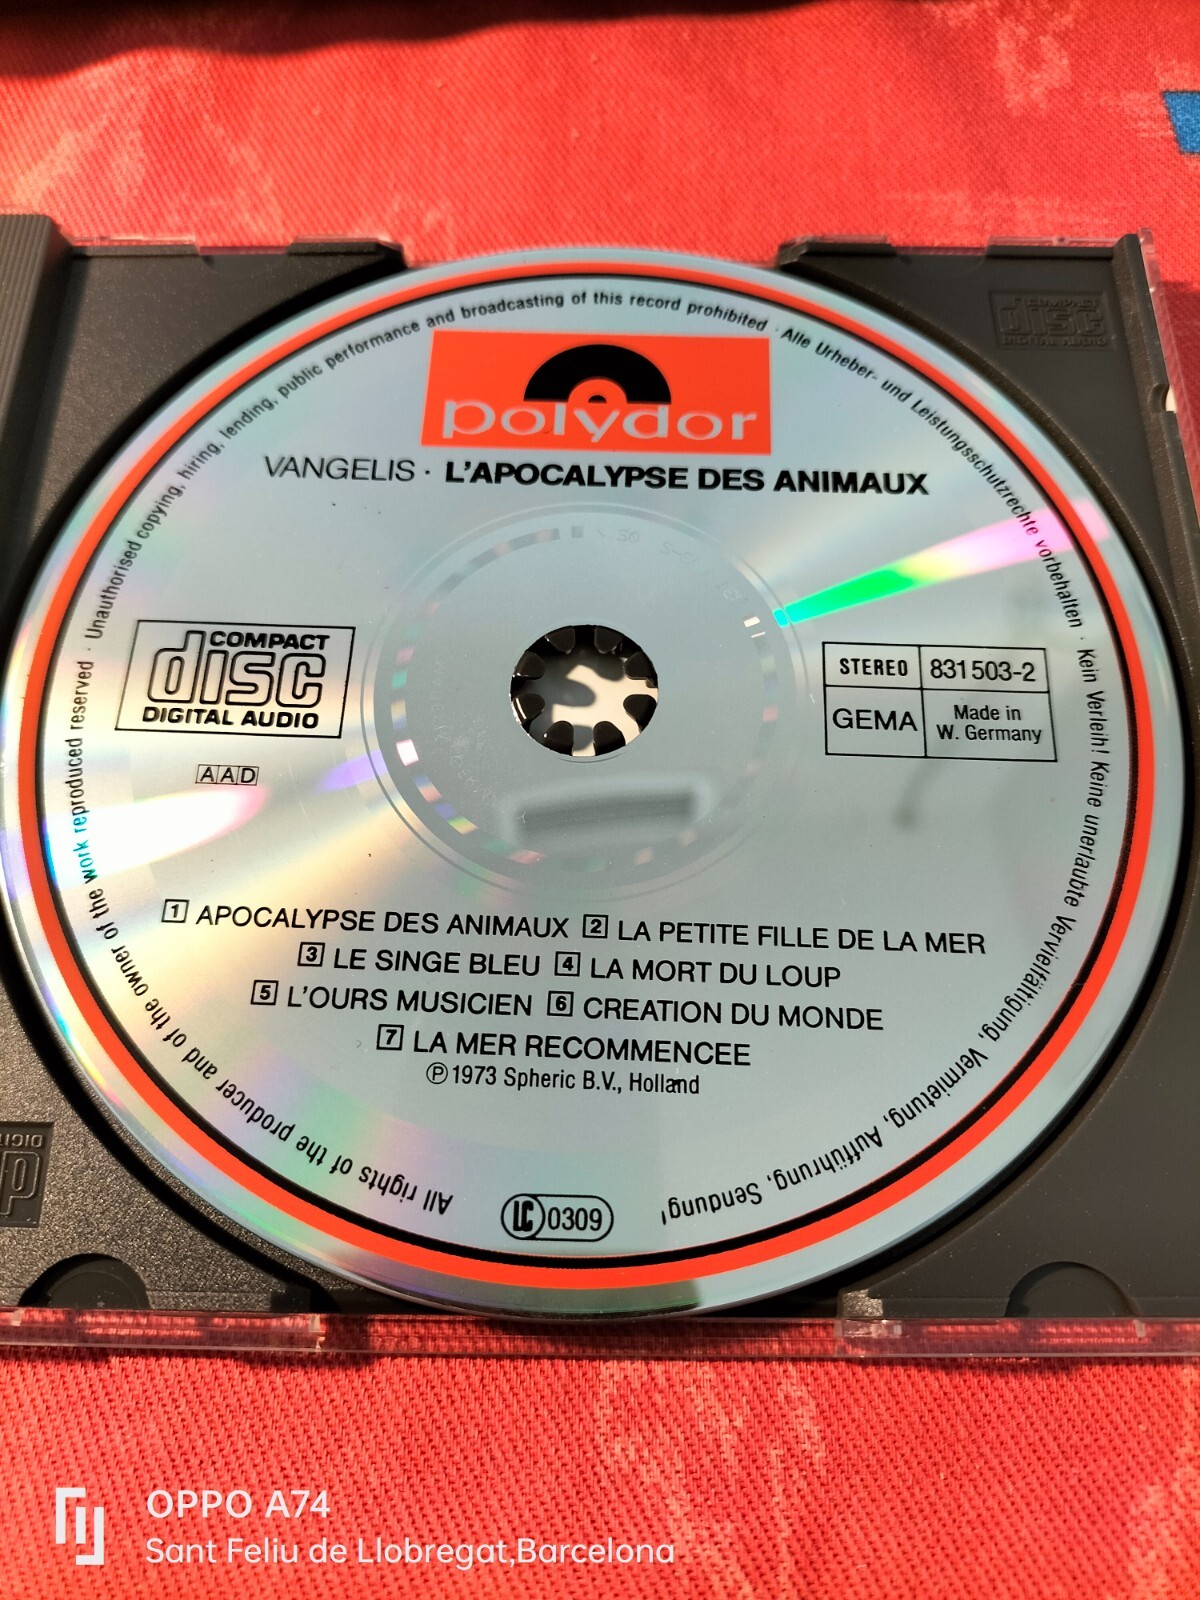 Unauthorised copying, hiring, lending, public performance and broadcasting of this record prohibited · Alle Urheber- und Leistungsschutzrechte vorbehalten · Kein Verleih! Keine unerlaubte Vervielfältigung, Vermietung, Aufführung, Sendung!
polydor
VANGELIS · L'APOCALYPSE DES ANIMAUX
COMPACT
disc
DIGITAL AUDIO
AAD
STEREO 831 503-2
GEMA Made in
W. Germany
1 APOCALYPSE DES ANIMAUX 2 LA PETITE FILLE DE LA MER
3 LE SINGE BLEU 4 LA MORT DU LOUP
5 L'OURS MUSICIEN 6 CREATION DU MONDE
7 LA MER RECOMMENCEE
℗ 1973 Spheric B.V., Holland
All rights of the producer and of the owner of the work reproduced reserved ·
LC 0309
COMPACT
disc
DIGITAL AUDIO
OPPO A74
Sant Feliu de Llobregat,Barcelona